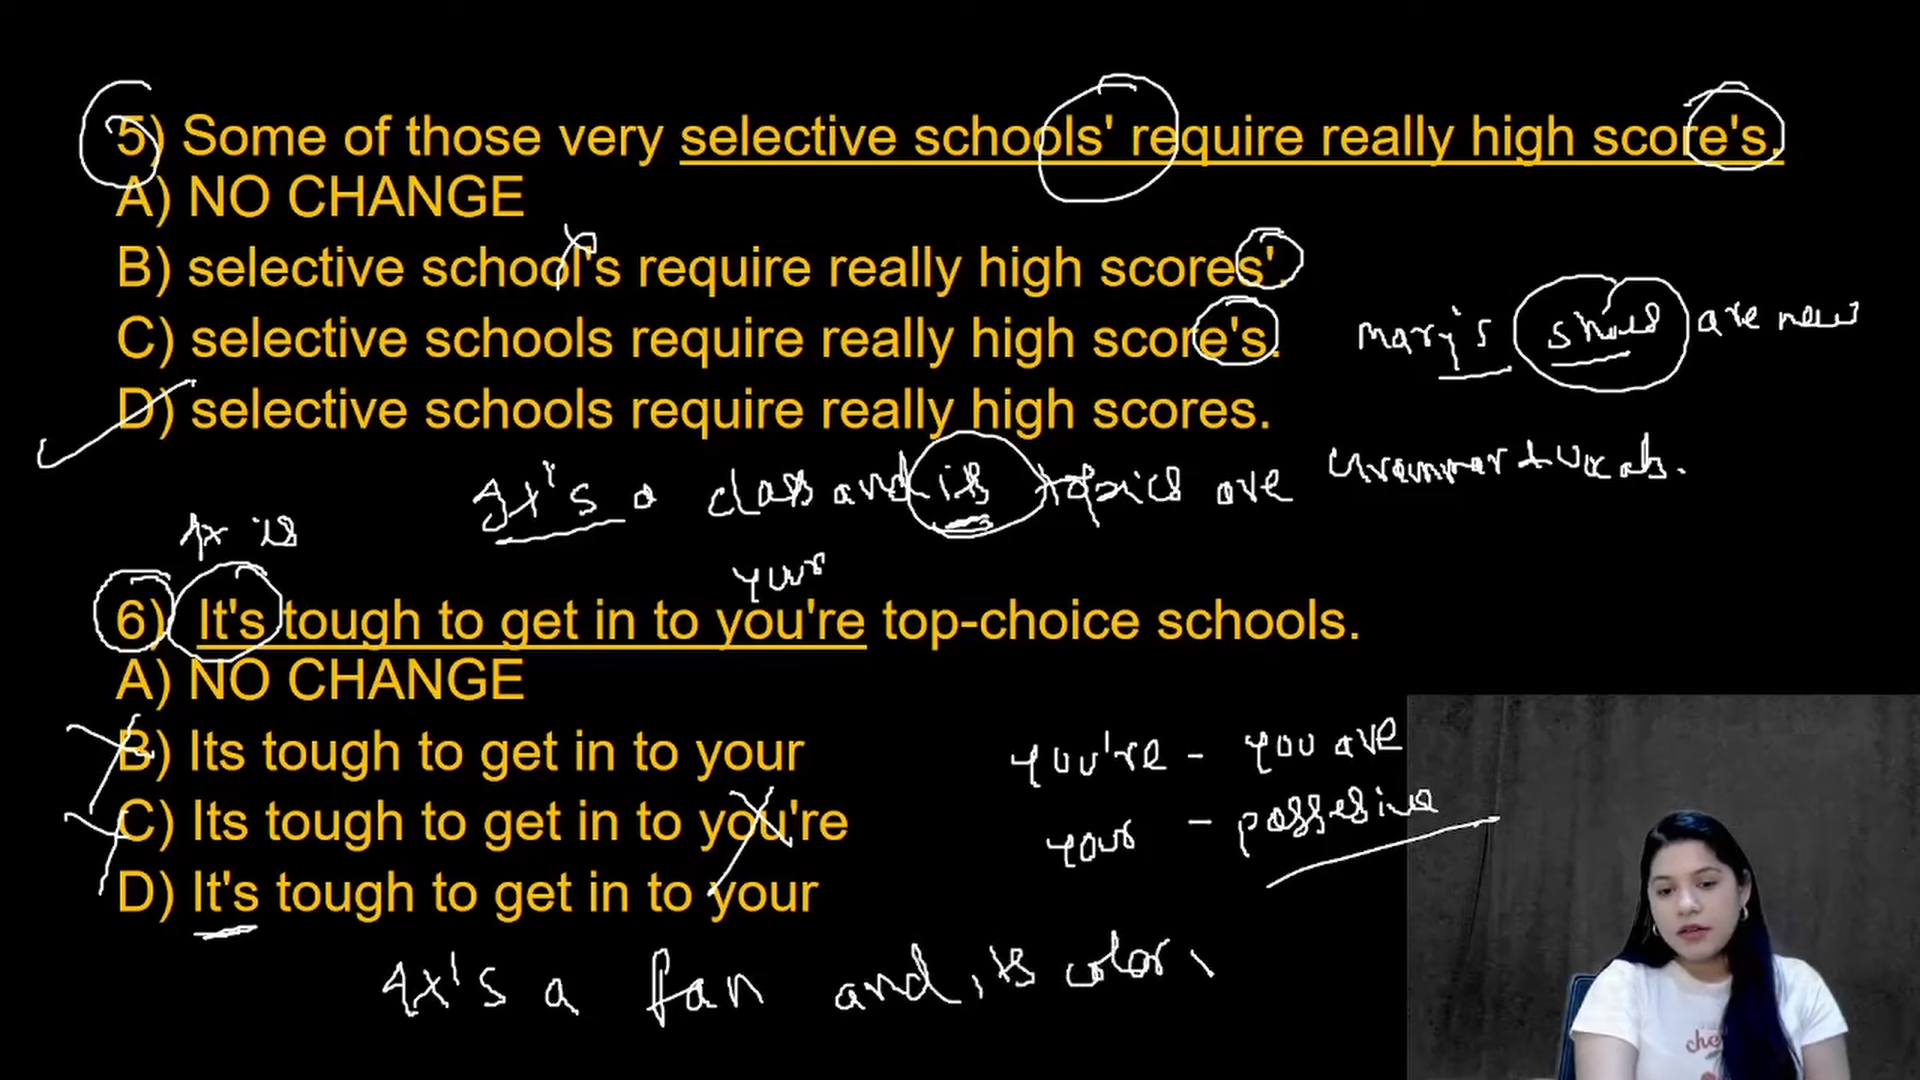 5) Some of those very selective schools' require really high score's.
A) NO CHANGE
B) selective school's require really high scores'.
C) selective schools require really high score's.
D) selective schools require really high scores.
Mary's shoes are new
It's a class and its topics are Grammar + Vocab.
It is
your
6) It's tough to get in to you're top-choice schools.
A) NO CHANGE
B) Its tough to get in to your
C) Its tough to get in to you're
D) It's tough to get in to your
you're - you are
your - possesive
It's a fan and its color